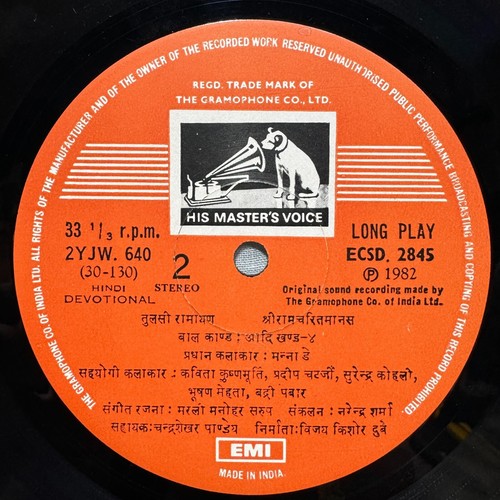 ALL RIGHTS OF THE MANUFACTURER AND OF THE OWNER OF THE RECORDED WORK RESERVED UNAUTHORISED PUBLIC PERFORMANCE BROADCASTING AND COPYING OF THIS RECORD PROHIBITED.
THE GRAMOPHONE CO. OF INDIA LTD.
REGD. TRADE MARK OF
THE GRAMOPHONE CO., LTD.
HIS MASTER'S VOICE
33 1/3 r.p.m.
2YJW. 640
(30-130)
HINDI
DEVOTIONAL
2
STEREO
LONG PLAY
ECSD. 2845
Ⓟ 1982
Original sound recording made by
The Gramophone Co. of India Ltd.
तुलसी रामायण श्रीरामचरितमानस
बाल काण्ड : आदि खण्ड-४
प्रधान कलाकार : मन्ना डे
सहयोगी कलाकार : कविता कृष्णमूर्ति, प्रदीप चटर्जी, सुरेन्द्र कोहली,
भूषण मेहता, बद्री पवार
संगीत रजना : मरली मनोहर सरुप संकलन : नरेन्द्र शर्मा
सहायक : चन्द्रशेखर पाण्डेय निर्माता : विजय किशोर दुबे
EMI
MADE IN INDIA.